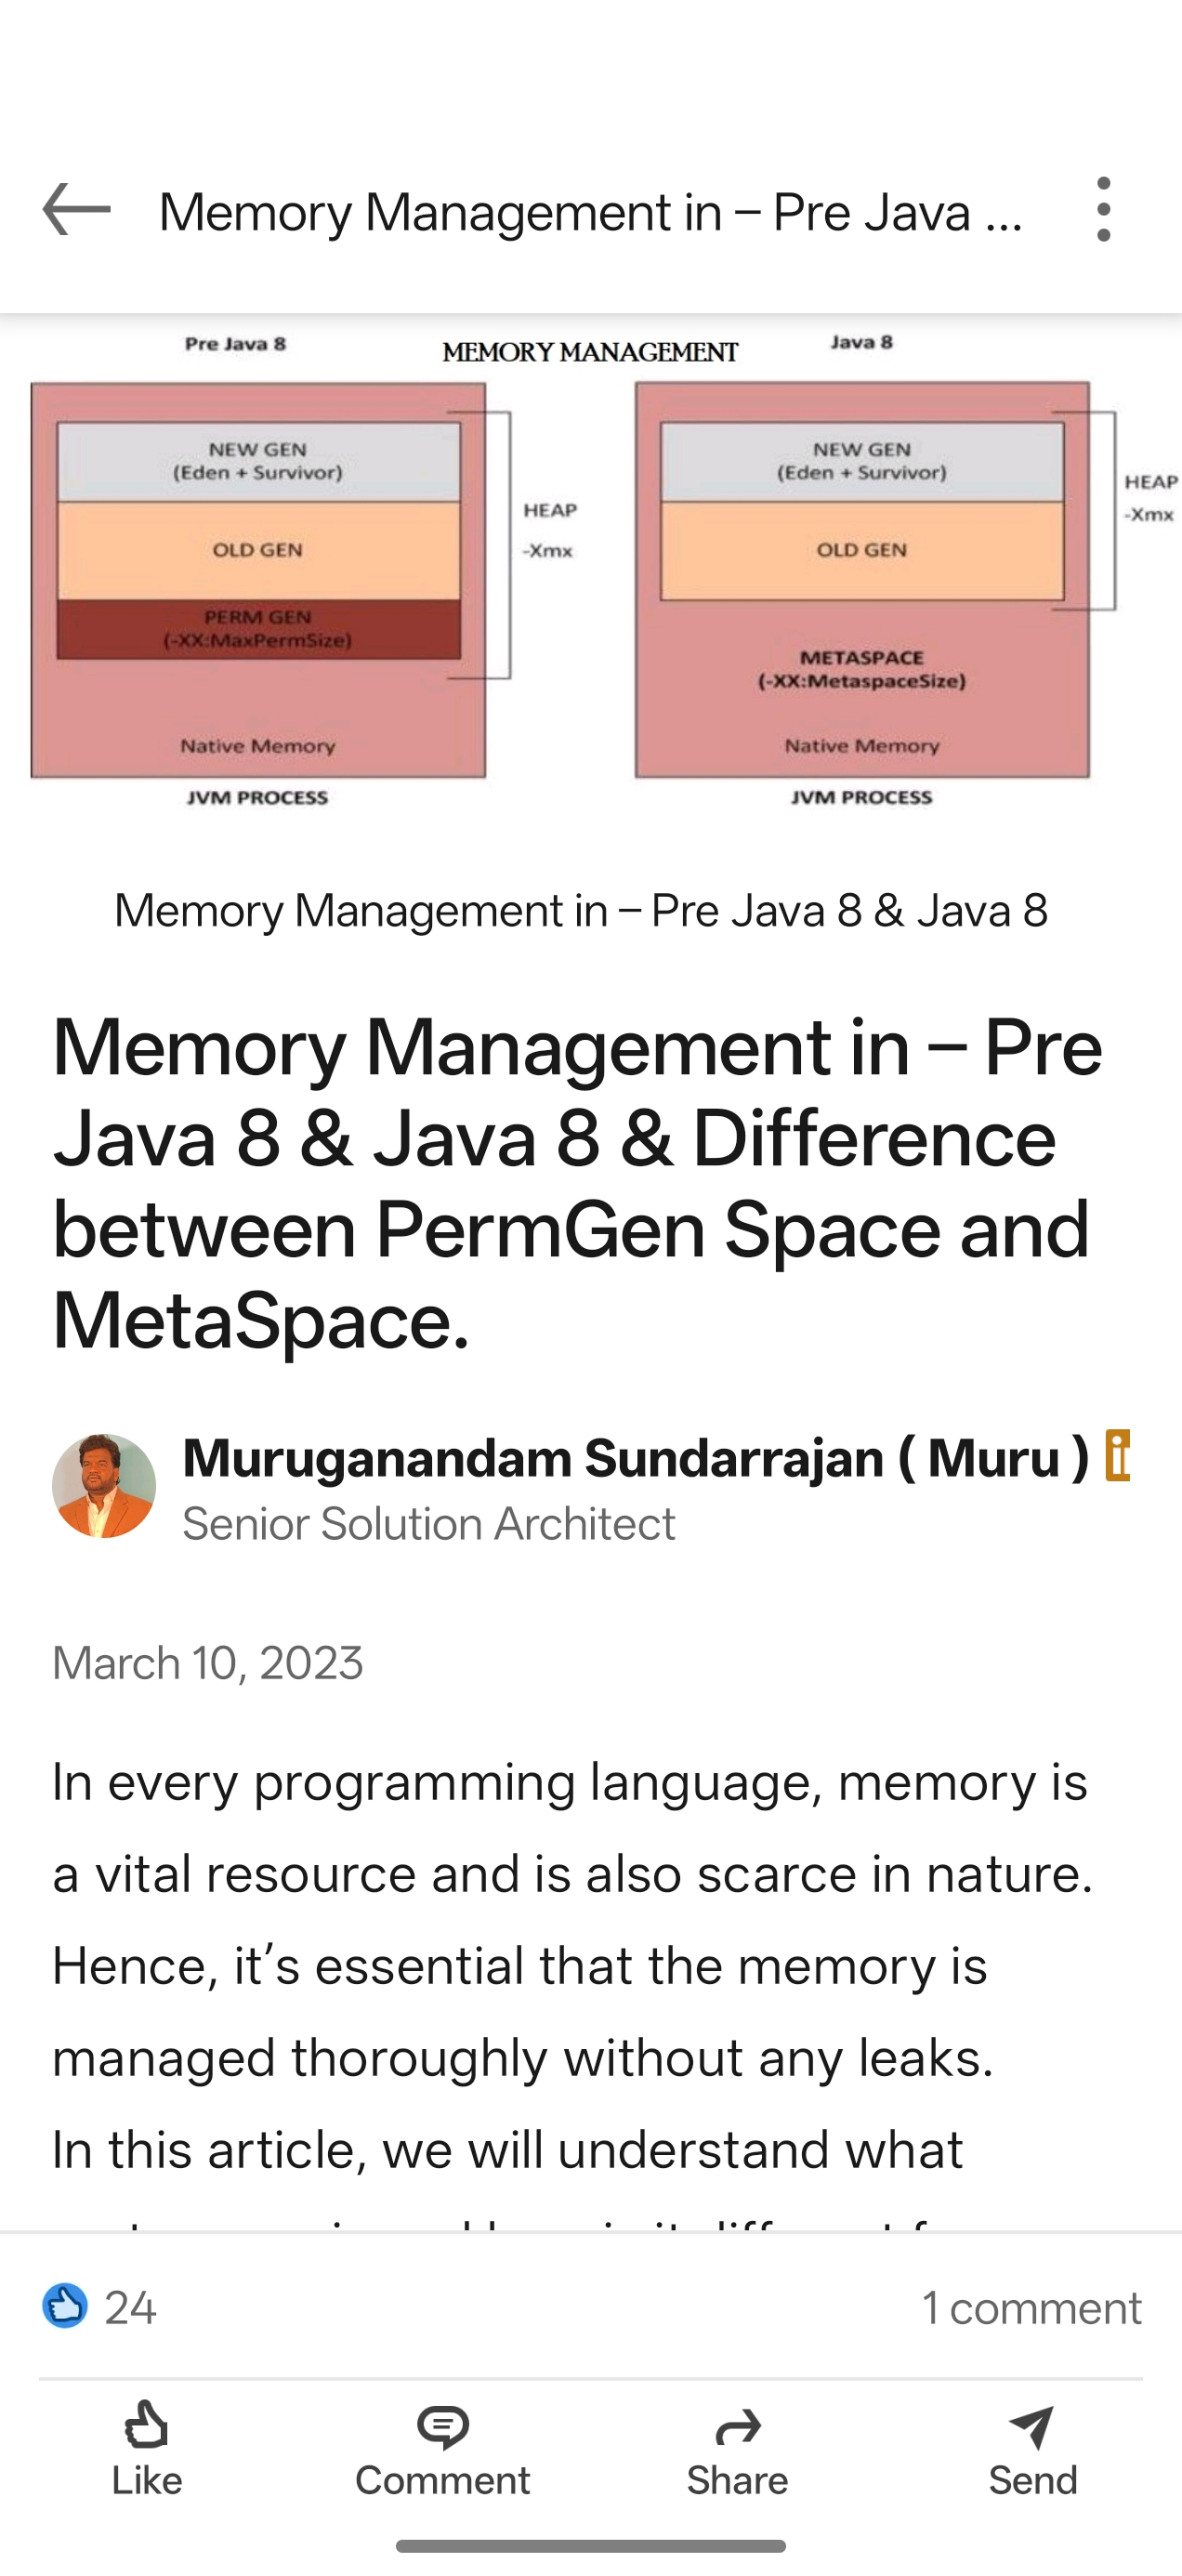 Memory Management in – Pre Java ...
Pre Java 8
MEMORY MANAGEMENT
Java 8
NEW GEN
(Eden + Survivor)
OLD GEN
PERM GEN
(-XX:MaxPermSize)
Native Memory
JVM PROCESS
HEAP
-Xmx
NEW GEN
(Eden + Survivor)
OLD GEN
METASPACE
(-XX:MetaspaceSize)
Native Memory
JVM PROCESS
HEAP
-Xmx
Memory Management in – Pre Java 8 & Java 8
Memory Management in – Pre
Java 8 & Java 8 & Difference
between PermGen Space and
MetaSpace.
Muruganandam Sundarrajan ( Muru )
Senior Solution Architect
March 10, 2023
In every programming language, memory is
a vital resource and is also scarce in nature.
Hence, it’s essential that the memory is
managed thoroughly without any leaks.
In this article, we will understand what
24
1 comment
Like
Comment
Share
Send